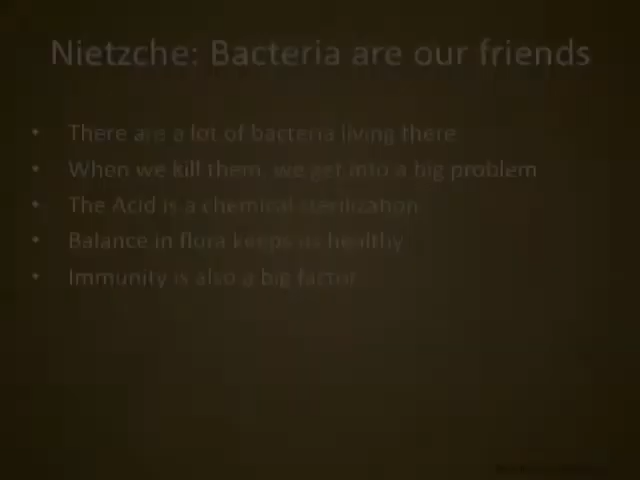 Nietzche: Bacteria are our friends
• There are a lot of bacteria living there
• When we kill them, we get into a big problem
• The Acid is a chemical sterilization
• Balance in flora keeps us healthy
• Immunity is also a big factor